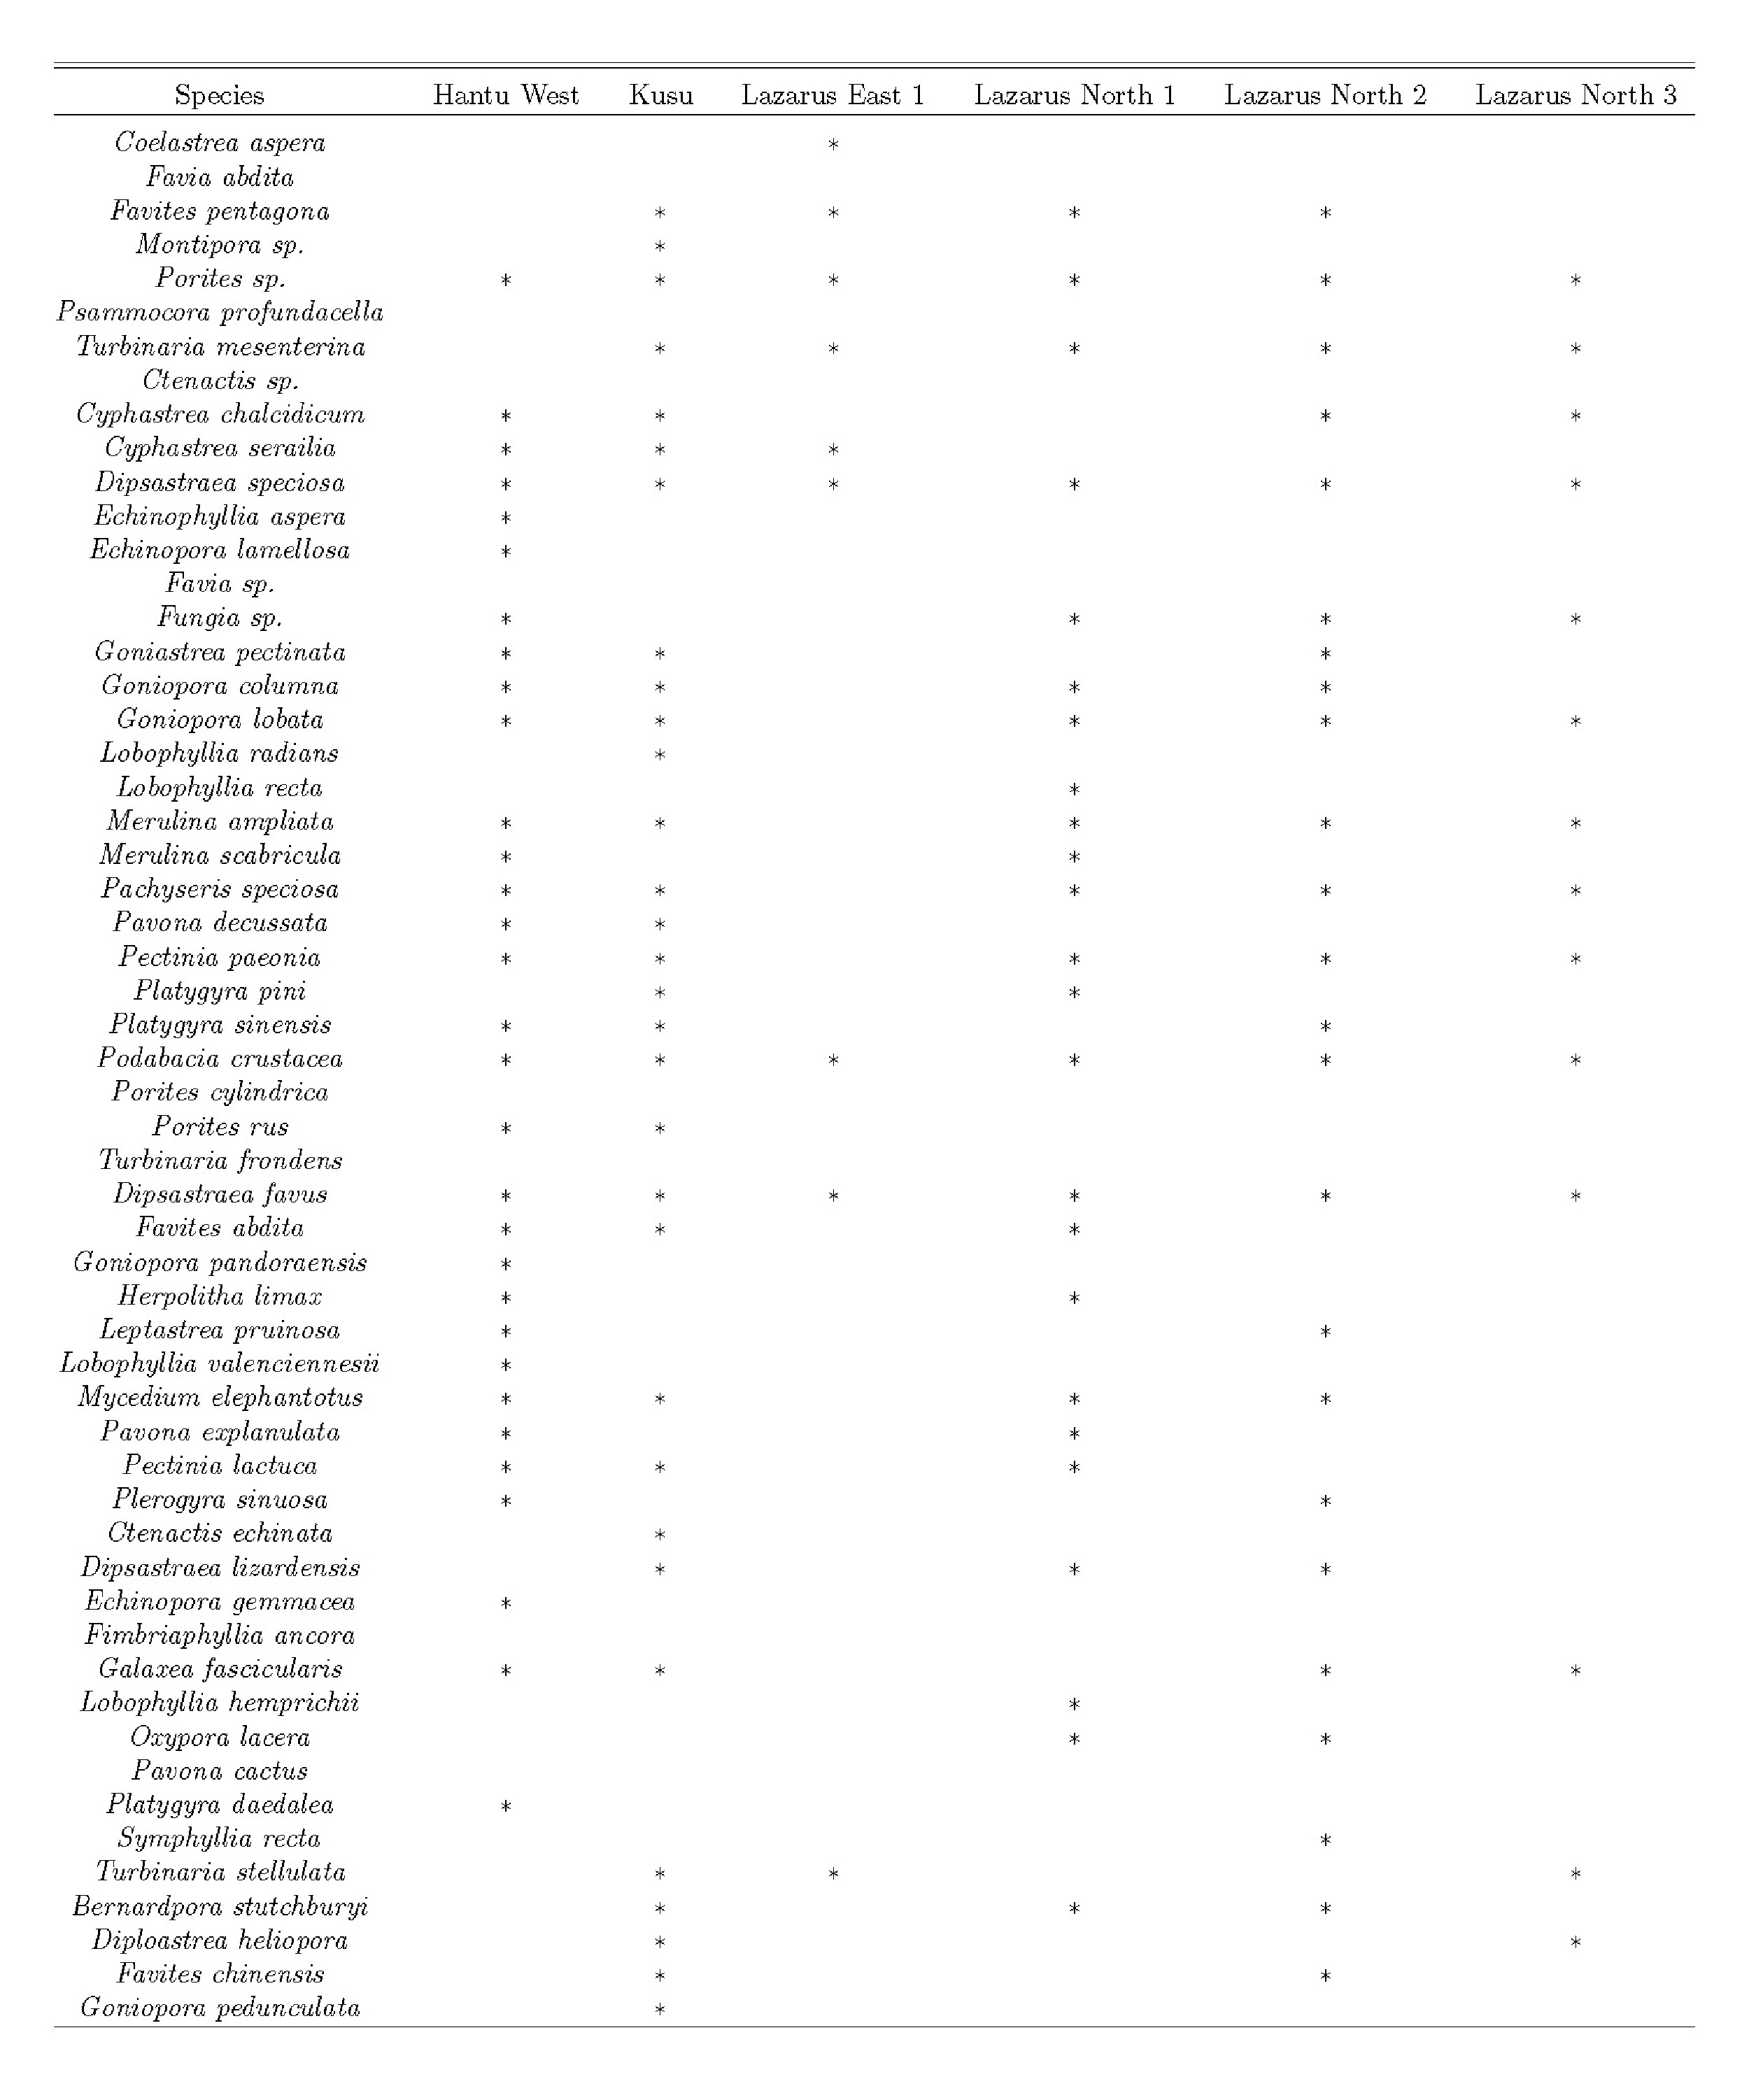 Species Hantu West Kusu Lazarus East 1 Lazarus North 1 Lazarus North 2 Lazarus North 3
Coelastrea aspera *
Favia abdita
Favites pentagona * * * *
Montipora sp. *
Porites sp. * * * * * *
Psammocora profundacella
Turbinaria mesenterina * * * * *
Ctenactis sp.
Cyphastrea chalcidicum * * * *
Cyphastrea serailia * * *
Dipsastraea speciosa * * * * * *
Echinophyllia aspera *
Echinopora lamellosa *
Favia sp.
Fungia sp. * * * *
Goniastrea pectinata * * *
Goniopora columna * * * *
Goniopora lobata * * * * *
Lobophyllia radians *
Lobophyllia recta *
Merulina ampliata * * * * *
Merulina scabricula * *
Pachyseris speciosa * * * * *
Pavona decussata * *
Pectinia paeonia * * * * *
Platygyra pini * *
Platygyra sinensis * * *
Podabacia crustacea * * * * * *
Porites cylindrica
Porites rus * *
Turbinaria frondens
Dipsastraea favus * * * * * *
Favites abdita * * *
Goniopora pandoraensis *
Herpolitha limax * *
Leptastrea pruinosa * *
Lobophyllia valenciennesii *
Mycedium elephantotus * * * *
Pavona explanulata * *
Pectinia lactuca * * *
Plerogyra sinuosa * *
Ctenactis echinata *
Dipsastraea lizardensis * * *
Echinopora gemmacea *
Fimbriaphyllia ancora
Galaxea fascicularis * * * *
Lobophyllia hemprichii *
Oxypora lacera * *
Pavona cactus
Platygyra daedalea *
Symphyllia recta *
Turbinaria stellulata * * *
Bernardpora stutchburyi * * *
Diploastrea heliopora * *
Favites chinensis * *
Goniopora pedunculata *